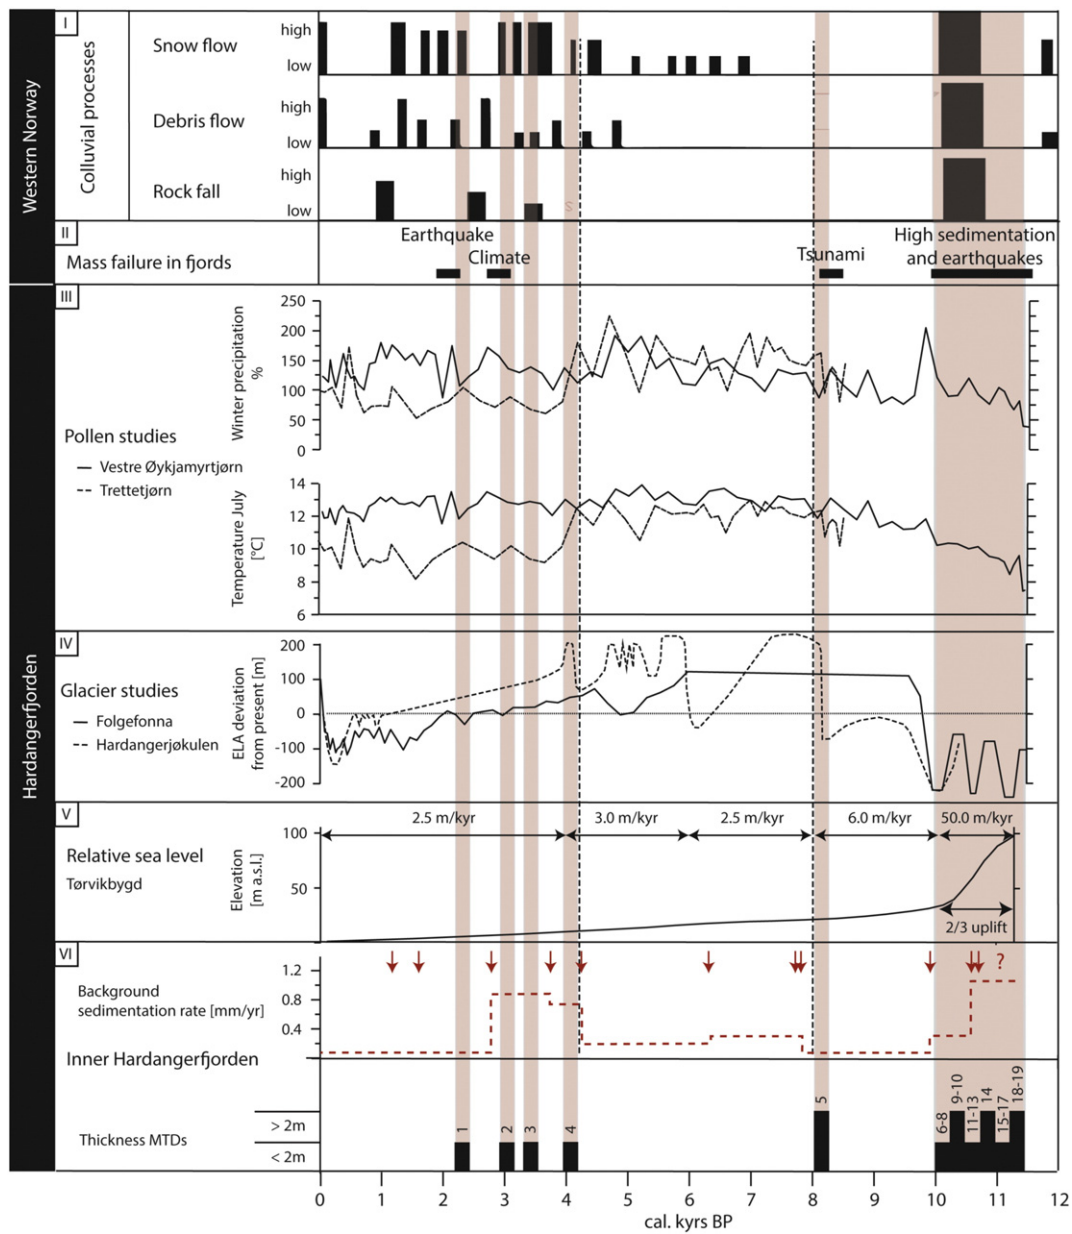 Western Norway
Hardangerfjorden
I
Colluvial processes
Snow flow
high
low
Debris flow
high
low
Rock fall
high
low
S
II
Mass failure in fjords
Earthquake
Climate
Tsunami
High sedimentation
and earthquakes
III
Pollen studies
Vestre Øykjamyrtjørn
Trettetjørn
Winter precipitation
%
250
200
150
100
50
0
Temperature July
[°C]
14
12
10
8
6
IV
Glacier studies
Folgefonna
Hardangerjøkulen
ELA deviation
from present [m]
200
100
0
-100
-200
V
Relative sea level
Tørvikbygd
Elevation
[m a.s.l.]
100
50
2.5 m/kyr
3.0 m/kyr
2.5 m/kyr
6.0 m/kyr
50.0 m/kyr
2/3 uplift
VI
Background
sedimentation rate [mm/yr]
1.2
0.8
0.4
?
Inner Hardangerfjorden
Thickness MTDs
> 2m
< 2m
1
2
3
4
5
6-8
9-10
11-13
14
15-17
18-19
0 1 2 3 4 5 6 7 8 9 10 11 12
cal. kyrs BP